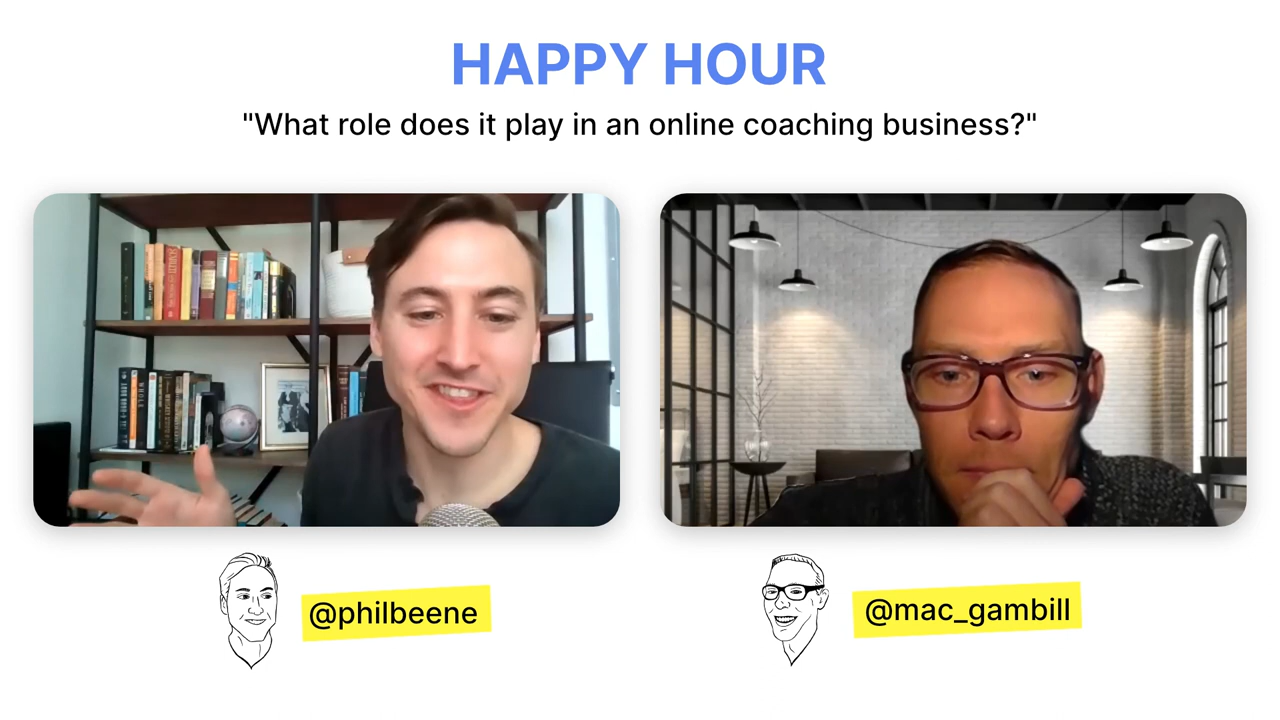 HAPPY HOUR
"What role does it play in an online coaching business?"
@philbeene
@mac_gambill